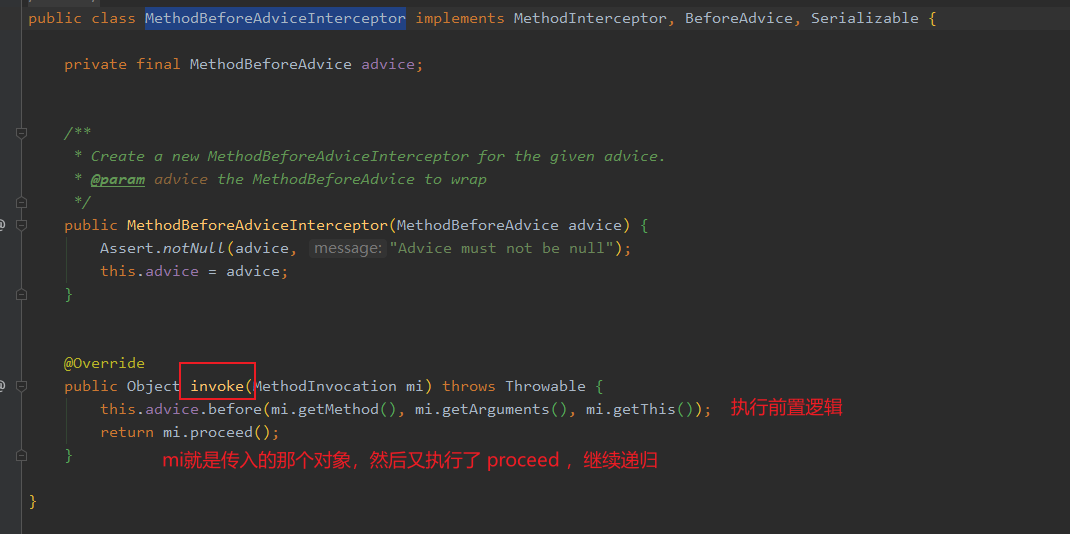 public class MethodBeforeAdviceInterceptor implements MethodInterceptor, BeforeAdvice, Serializable {
private final MethodBeforeAdvice advice;
/**
* Create a new MethodBeforeAdviceInterceptor for the given advice.
* @param advice the MethodBeforeAdvice to wrap
*/
public MethodBeforeAdviceInterceptor(MethodBeforeAdvice advice) {
Assert.notNull(advice, message: "Advice must not be null");
this.advice = advice;
}
@Override
public Object invoke(MethodInvocation mi) throws Throwable {
this.advice.before(mi.getMethod(), mi.getArguments(), mi.getThis()); 执行前置逻辑
return mi.proceed();
} mi就是传入的那个对象，然后又执行了 proceed ，继续递归
}